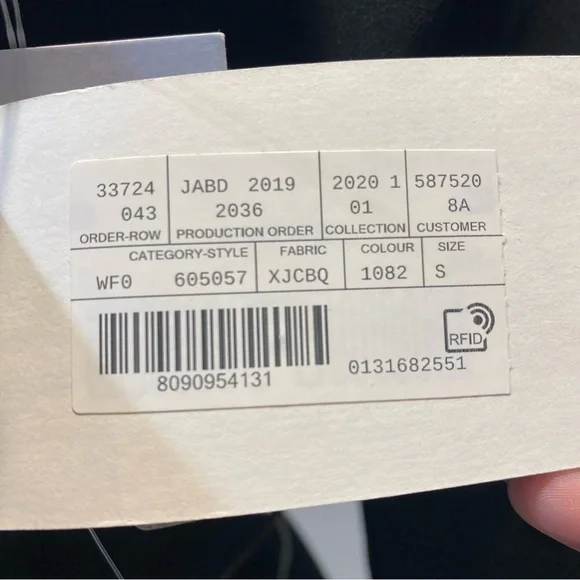 33724 JABD 2019 2020 1 587520
043 2036 01 8A
ORDER-ROW PRODUCTION ORDER COLLECTION CUSTOMER
CATEGORY-STYLE FABRIC COLOUR SIZE
WF0 605057 XJCBQ 1082 S
RFID
8090954131 0131682551